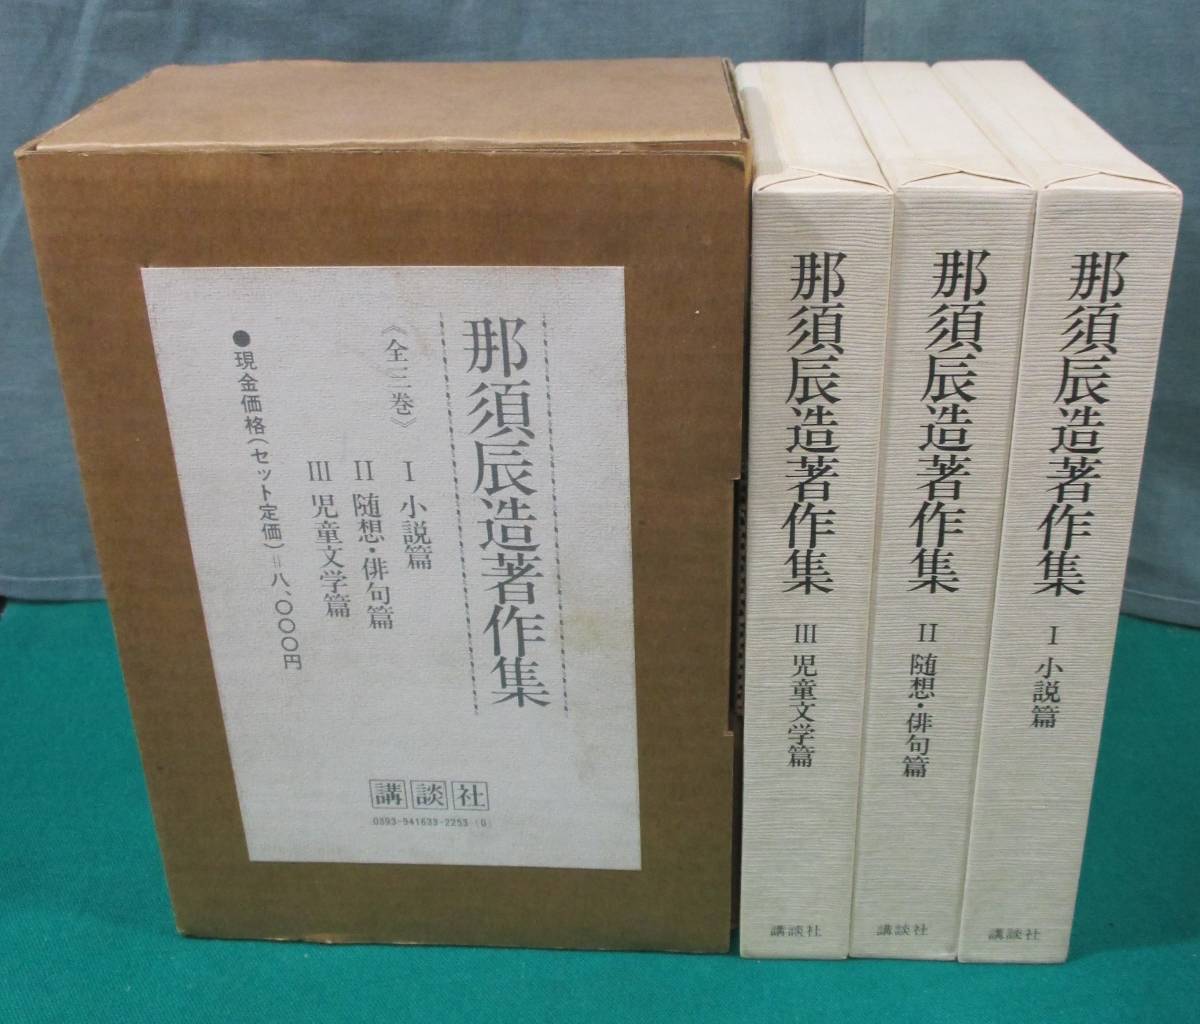 那須辰造著作集
《全三巻》
Ⅰ 小説篇
Ⅱ 随想・俳句篇
Ⅲ 児童文学篇
●現金価格(セット定価)=八、〇〇〇円
講談社
0393-941633-2253 (0)
那須辰造著作集 Ⅲ 児童文学篇
講談社
那須辰造著作集 Ⅱ 随想・俳句篇
講談社
那須辰造著作集 Ⅰ 小説篇
講談社